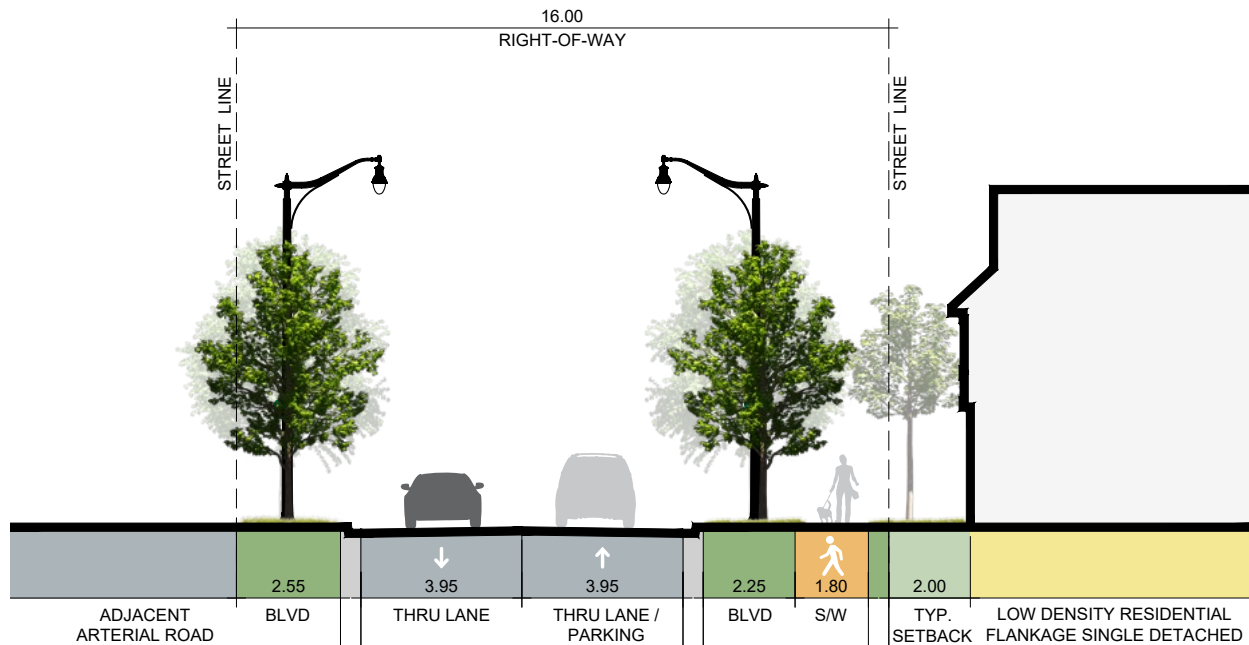 16.00
RIGHT-OF-WAY
STREET LINE
STREET LINE
2.55
3.95
3.95
2.25
1.80
2.00
ADJACENT
ARTERIAL ROAD
BLVD
THRU LANE
THRU LANE /
PARKING
BLVD
S/W
TYP.
SETBACK
LOW DENSITY RESIDENTIAL
FLANKAGE SINGLE DETACHED